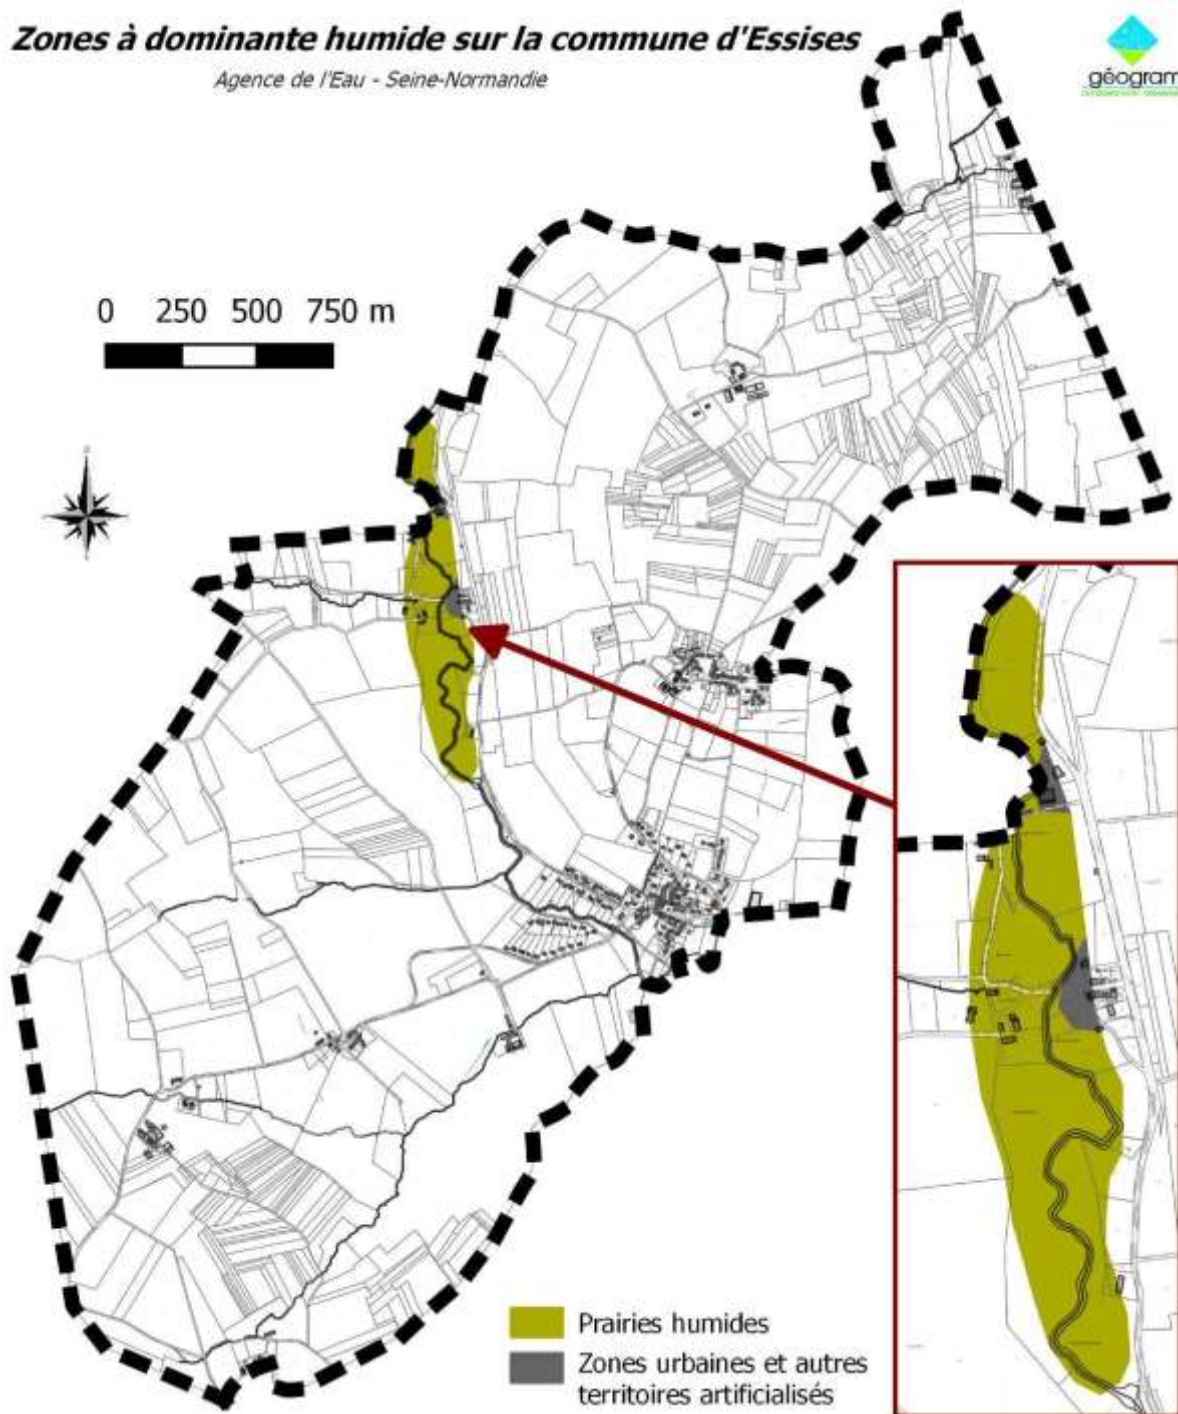 Zones à dominante humide sur la commune d'Essises
Agence de l'Eau - Seine-Normandie
géogram
0 250 500 750 m
Prairies humides
Zones urbaines et autres
territoires artificialisés